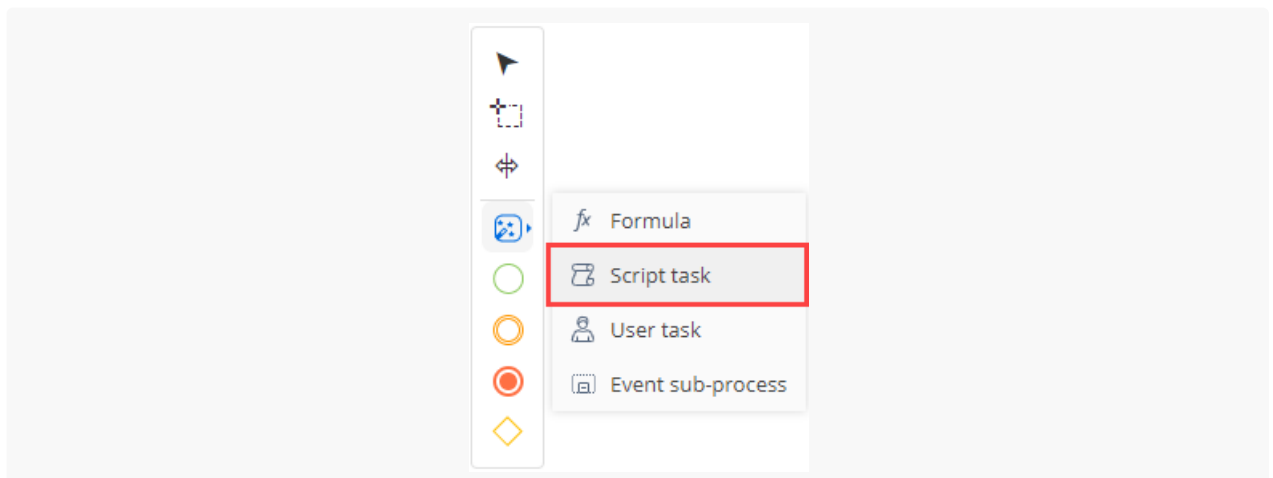 fx Formula
Script task
User task
Event sub-process